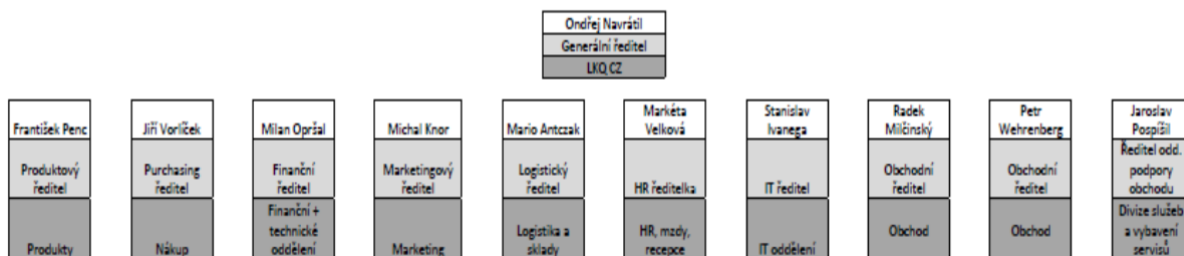 Ondřej Navrátil
Generální ředitel
LKQ CZ
František Penc
Produktový
ředitel
Produkty
Jiří Vorlíček
Purchasing
ředitel
Nákup
Milan Opršal
Finanční
ředitel
Finanční +
technické
oddělení
Michal Knor
Marketingový
ředitel
Marketing
Mario Antczak
Logistický
ředitel
Logistika a
sklady
Markéta
Velková
HR ředitelka
HR, mzdy,
recepce
Stanislav
Ivanega
IT ředitel
IT oddělení
Radek
Milčinský
Obchodní
ředitel
Obchod
Petr
Wehrenberg
Obchodní
ředitel
Obchod
Jaroslav
Pospíšil
Ředitel odd.
podpory
obchodu
Divize služeb
a vybavení
servisů